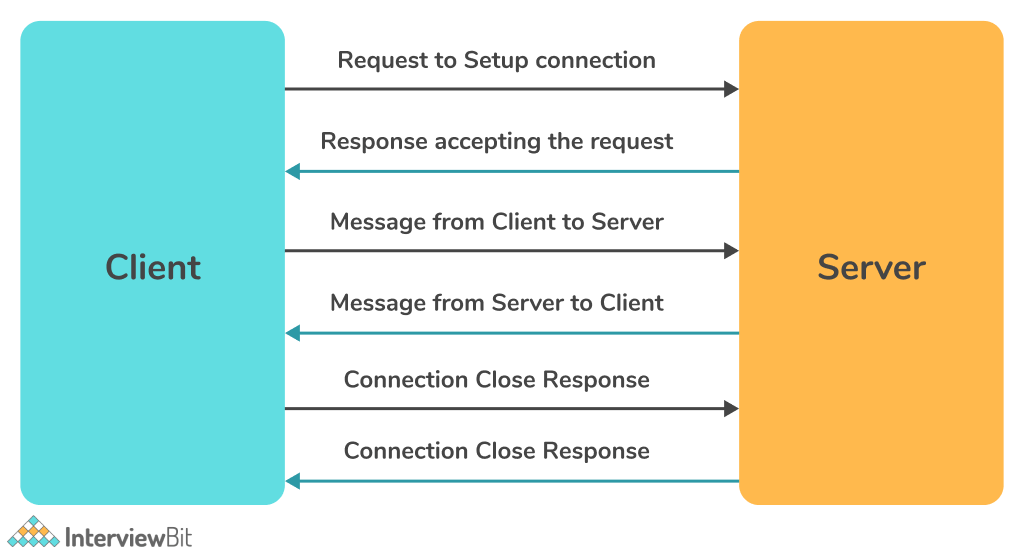 Request to Setup connection
Response accepting the request
Message from Client to Server
Client
Server
Message from Server to Client
Connection Close Response
Connection Close Response
InterviewBit